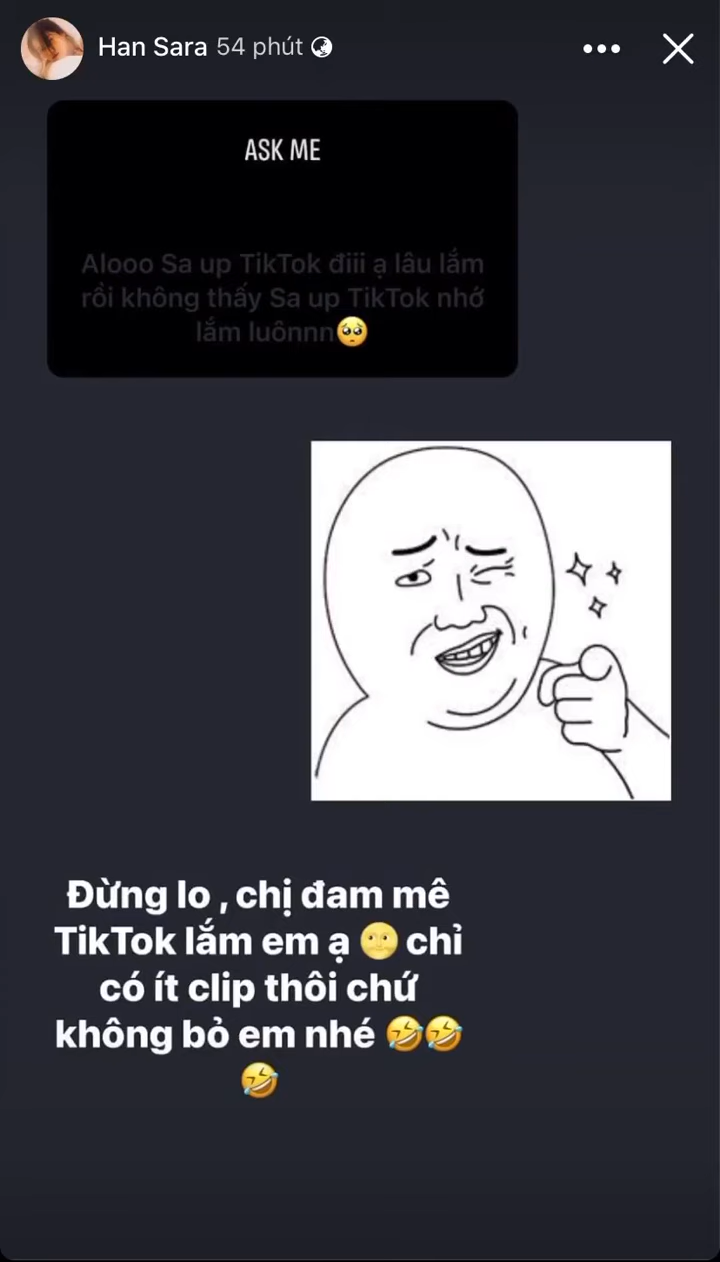 Han Sara 54 phút
ASK ME
Alooo Sa up TikTok điii ạ lâu lắm
rồi không thấy Sa up TikTok nhớ
lắm luônnn🥺
Đừng lo , chị đam mê
TikTok lắm em ạ 🌝 chỉ
có ít clip thôi chứ
không bỏ em nhé 🤣🤣
🤣